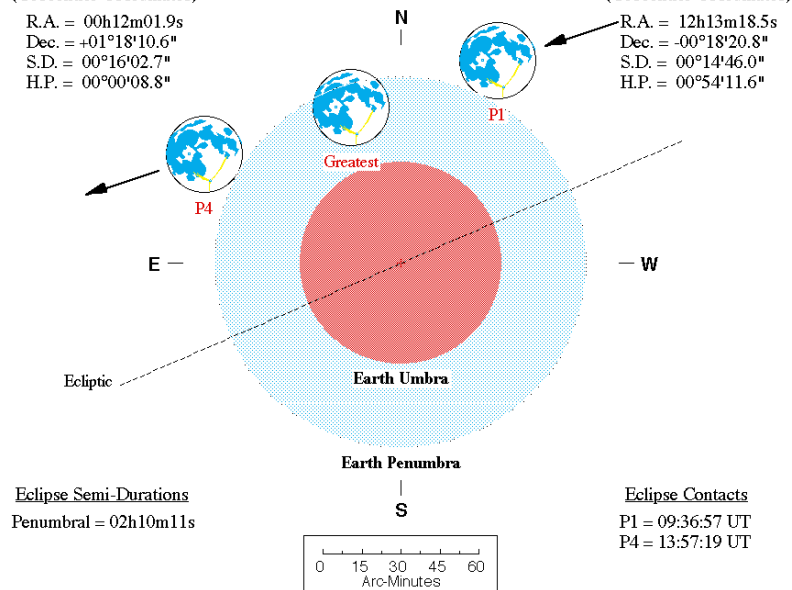 R.A. = 00h12m01.9s
Dec. = +01°18'10.6"
S.D. = 00°16'02.7"
H.P. = 00°00'08.8"
N
R.A. = 12h13m18.5s
Dec. = -00°18'20.8"
S.D. = 00°14'46.0"
H.P. = 00°54'11.6"
P1
Greatest
P4
E
W
Ecliptic
Earth Umbra
Earth Penumbra
S
Eclipse Semi-Durations
Penumbral = 02h10m11s
Eclipse Contacts
P1 = 09:36:57 UT
P4 = 13:57:19 UT
0 15 30 45 60
Arc-Minutes